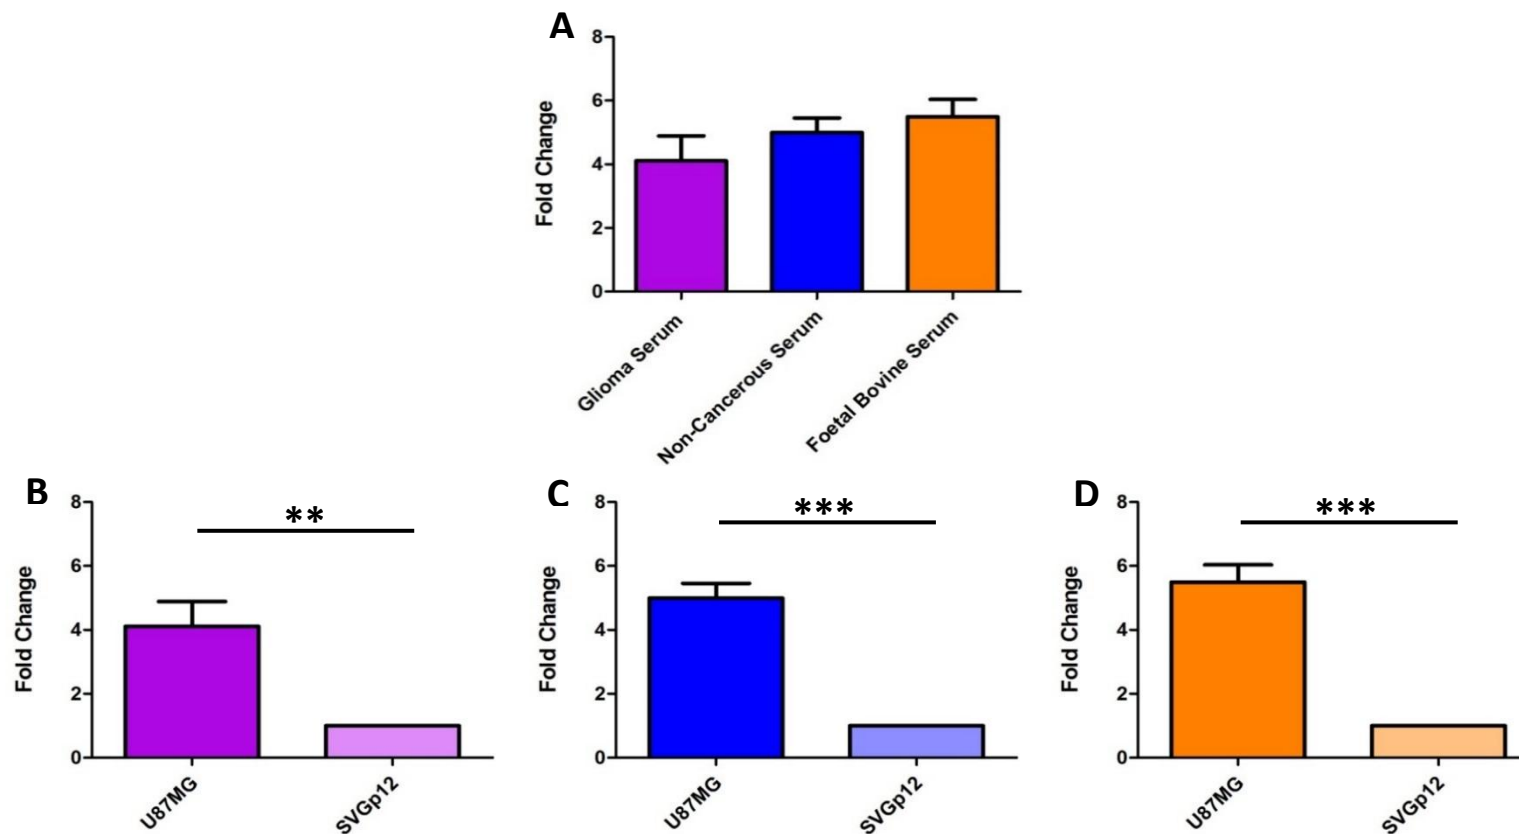 A
8
6
4
2
0
Fold Change
Glioma Serum
Non-Cancerous Serum
Foetal Bovine Serum
B
8
6
4
2
0
Fold Change
**
U87MG
SVGp12
C
8
6
4
2
0
Fold Change
***
U87MG
SVGp12
D
8
6
4
2
0
Fold Change
***
U87MG
SVGp12